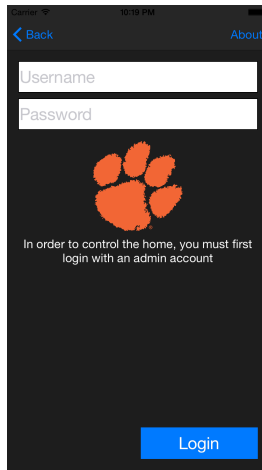 Carrier 10:19 PM
Back About
Username
Password
In order to control the home, you must first
login with an admin account
Login